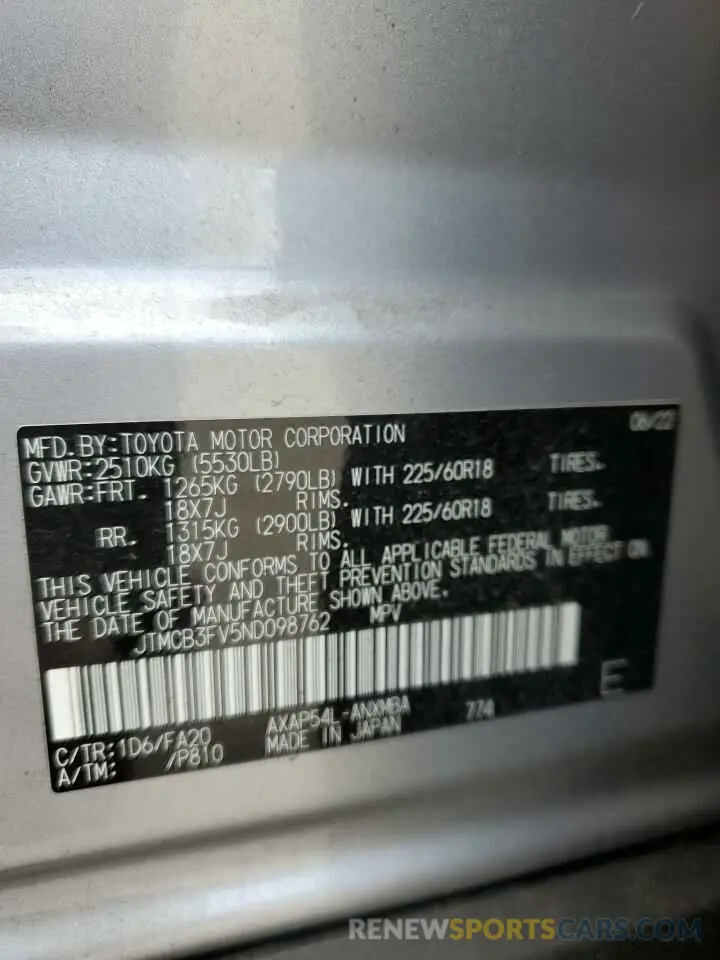 MFD. BY: TOYOTA MOTOR CORPORATION 08/22
GVWR: 2510KG (5530LB)
GAWR: FRT. 1265KG (2790LB) WITH 225/60R18 TIRES.
18X7J RIMS.
RR. 1315KG (2900LB) WITH 225/60R18 TIRES.
18X7J RIMS.
THIS VEHICLE CONFORMS TO ALL APPLICABLE FEDERAL MOTOR
VEHICLE SAFETY AND THEFT PREVENTION STANDARDS IN EFFECT ON
THE DATE OF MANUFACTURE SHOWN ABOVE.
JTMCB3FV5ND098762 MPV
E
C/TR: 1D6/FA20 AXAP54L-ANXMBA 774
A/TM: /P810 MADE IN JAPAN
RENEWSPORTSCARS.COM